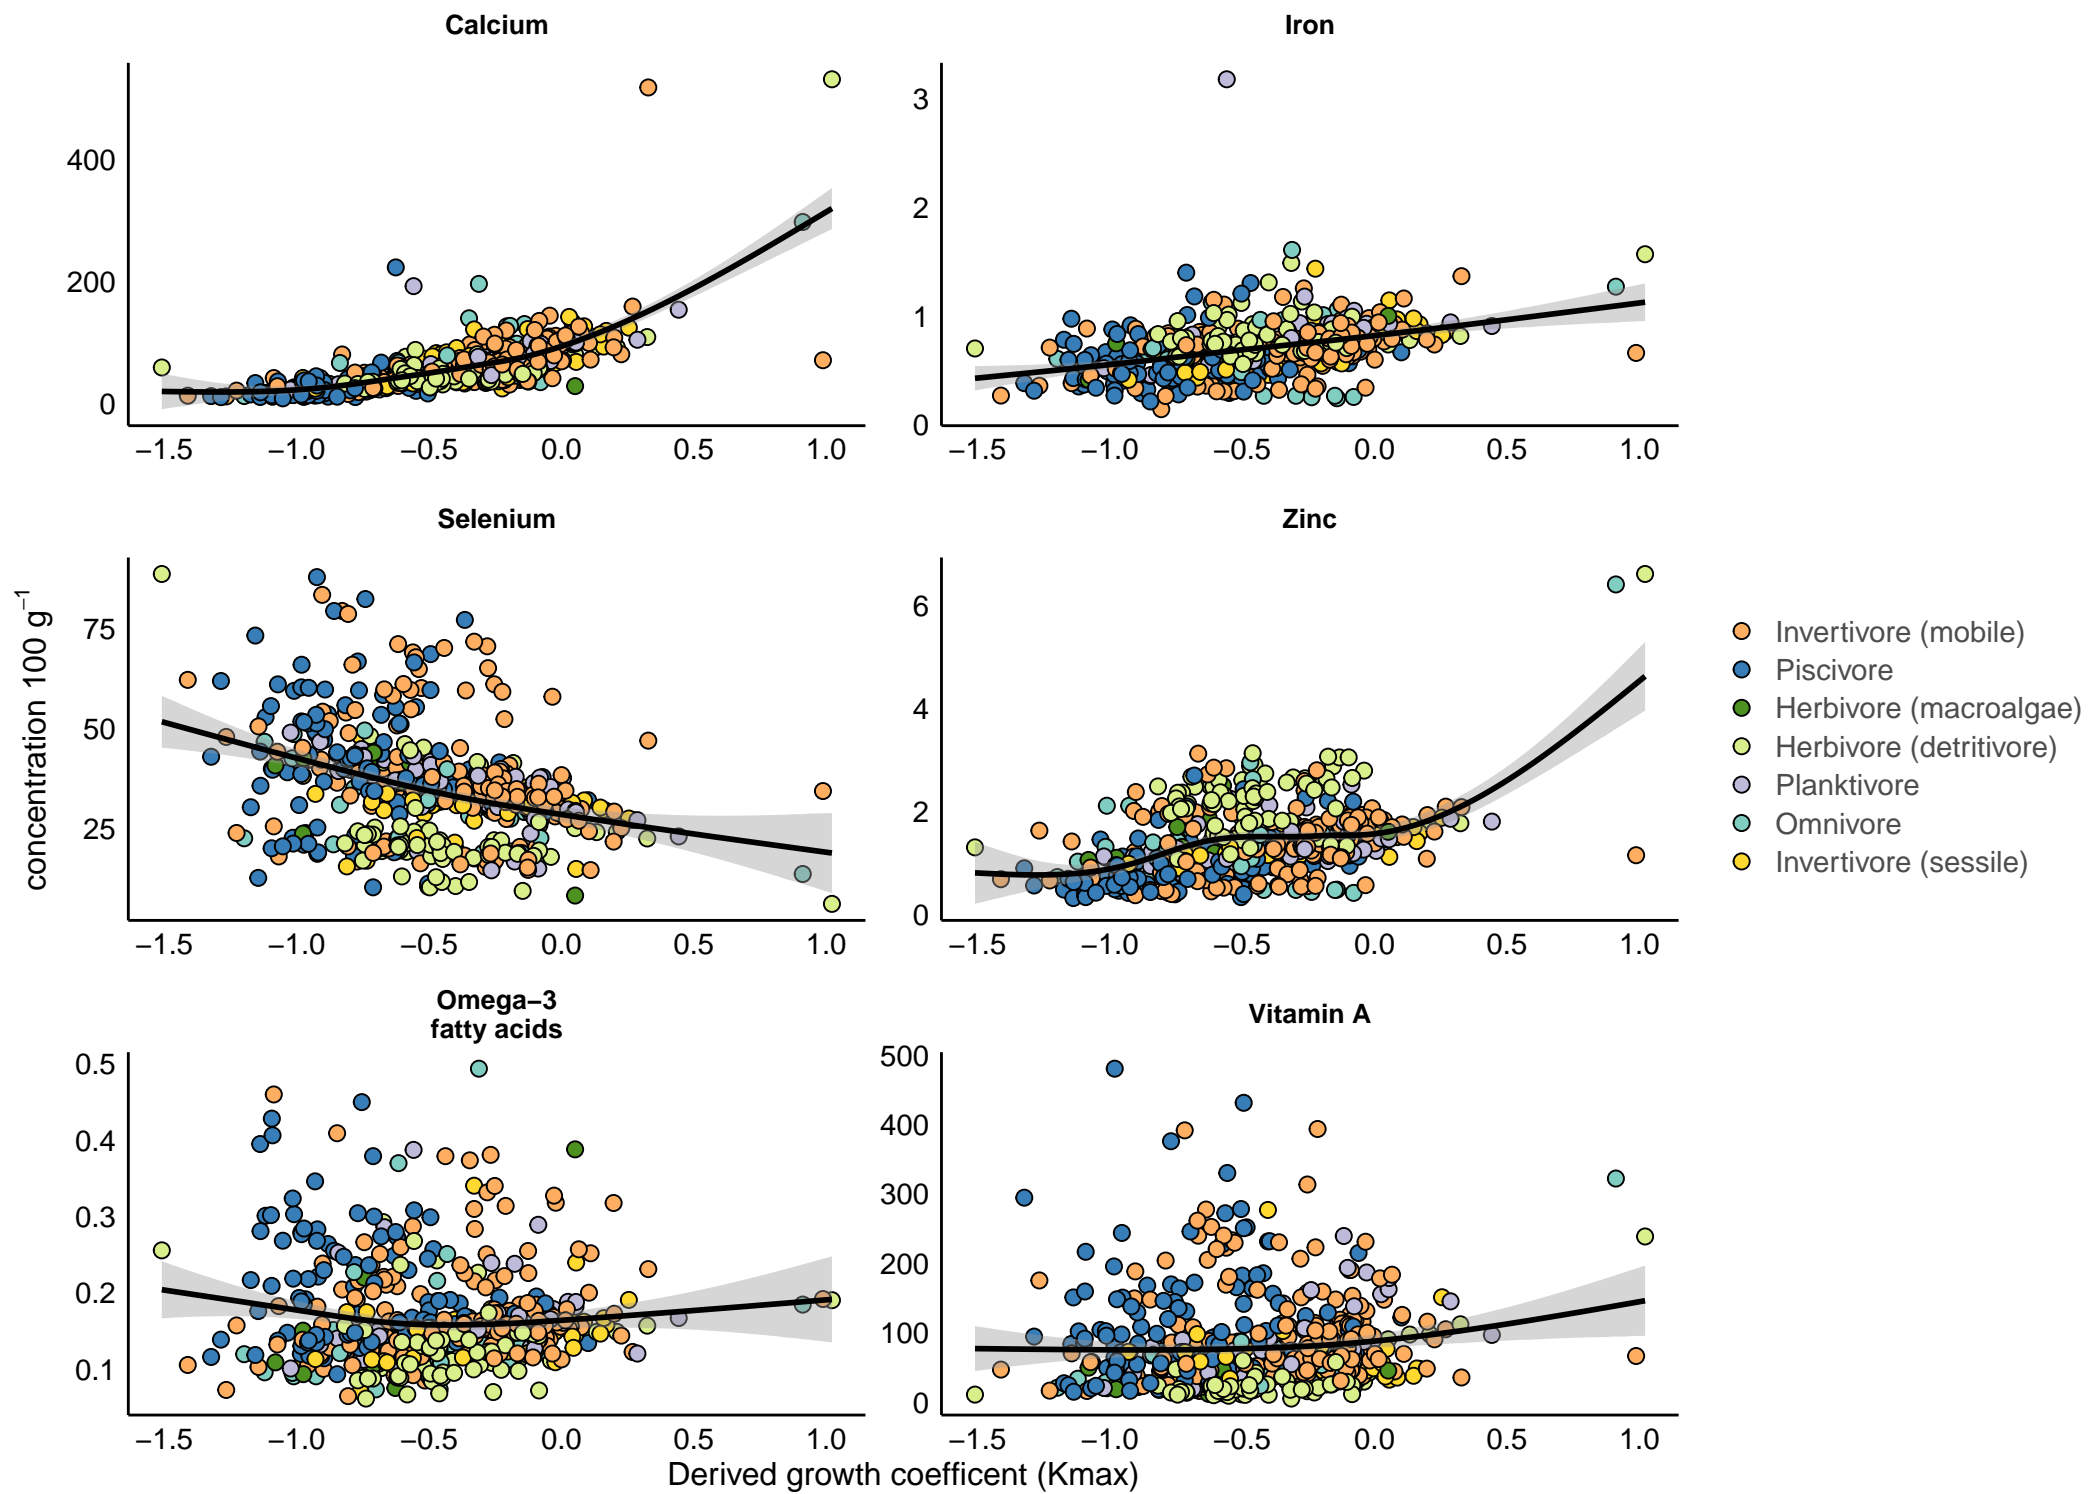 Calcium
Iron
400
200
0
3
2
1
0
−1.5 −1.0 −0.5 0.0 0.5 1.0
−1.5 −1.0 −0.5 0.0 0.5 1.0
Selenium
Zinc
75
50
25
6
4
2
0
−1.5 −1.0 −0.5 0.0 0.5 1.0
−1.5 −1.0 −0.5 0.0 0.5 1.0
Omega−3
fatty acids
Vitamin A
0.5
0.4
0.3
0.2
0.1
500
400
300
200
100
0
−1.5 −1.0 −0.5 0.0 0.5 1.0
−1.5 −1.0 −0.5 0.0 0.5 1.0
concentration 100 g⁻¹
Derived growth coefficent (Kmax)
Invertivore (mobile)
Piscivore
Herbivore (macroalgae)
Herbivore (detritivore)
Planktivore
Omnivore
Invertivore (sessile)